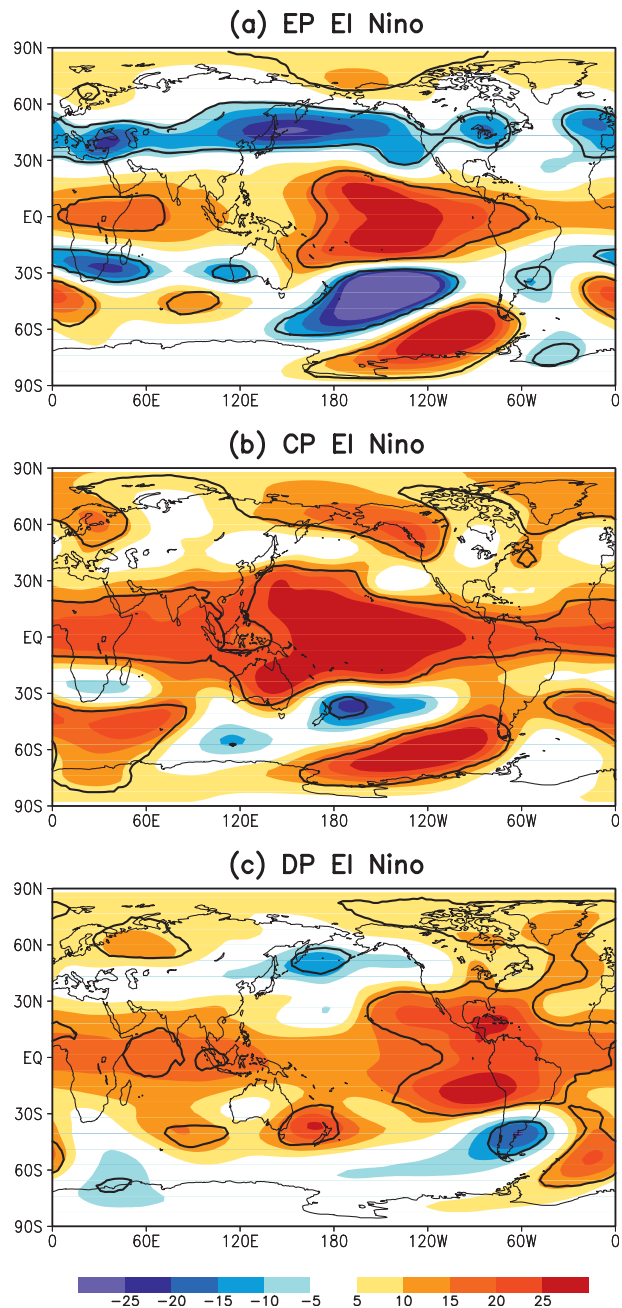 (a) EP El Nino
90N
60N
30N
EQ
30S
60S
90S
0 60E 120E 180 120W 60W 0
(b) CP El Nino
90N
60N
30N
EQ
30S
60S
90S
0 60E 120E 180 120W 60W 0
(c) DP El Nino
90N
60N
30N
EQ
30S
60S
90S
0 60E 120E 180 120W 60W 0
-25 -20 -15 -10 -5 5 10 15 20 25